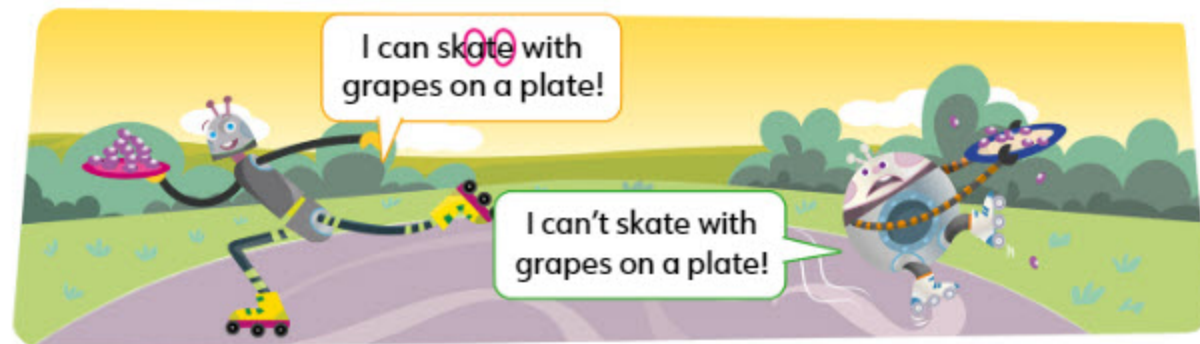 I can skate with
grapes on a plate!
I can't skate with
grapes on a plate!